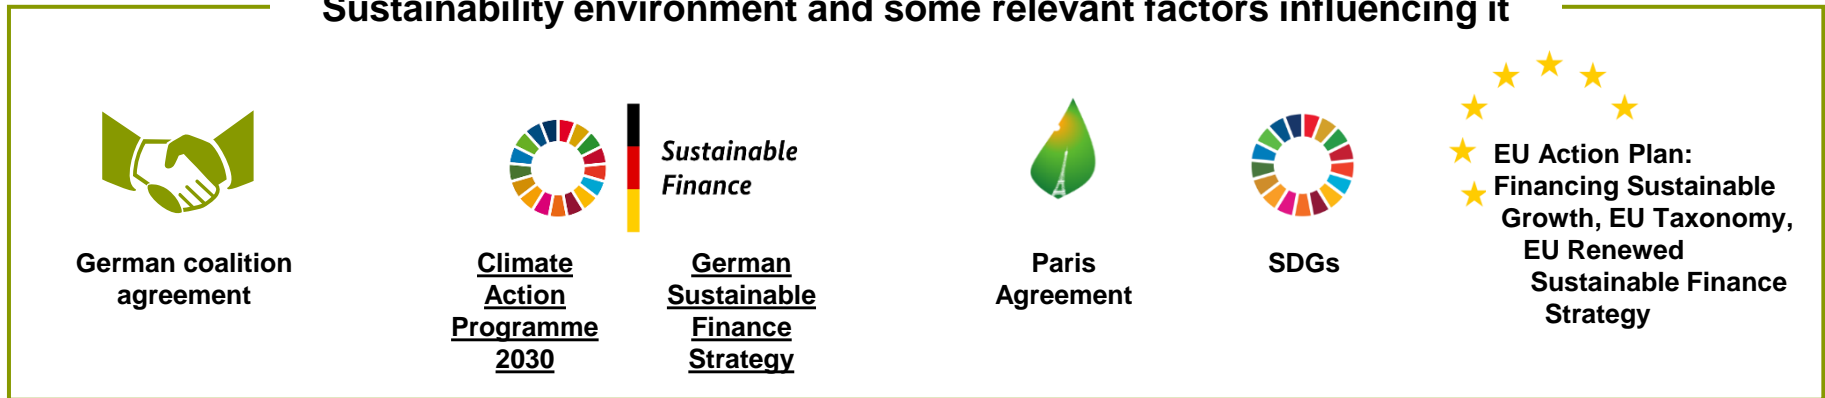 Sustainability environment and some relevant factors influencing it
Sustainable
Finance
German coalition
agreement
Climate
Action
Programme
2030
German
Sustainable
Finance
Strategy
Paris
Agreement
SDGs
EU Action Plan:
Financing Sustainable
Growth, EU Taxonomy,
EU Renewed
Sustainable Finance
Strategy